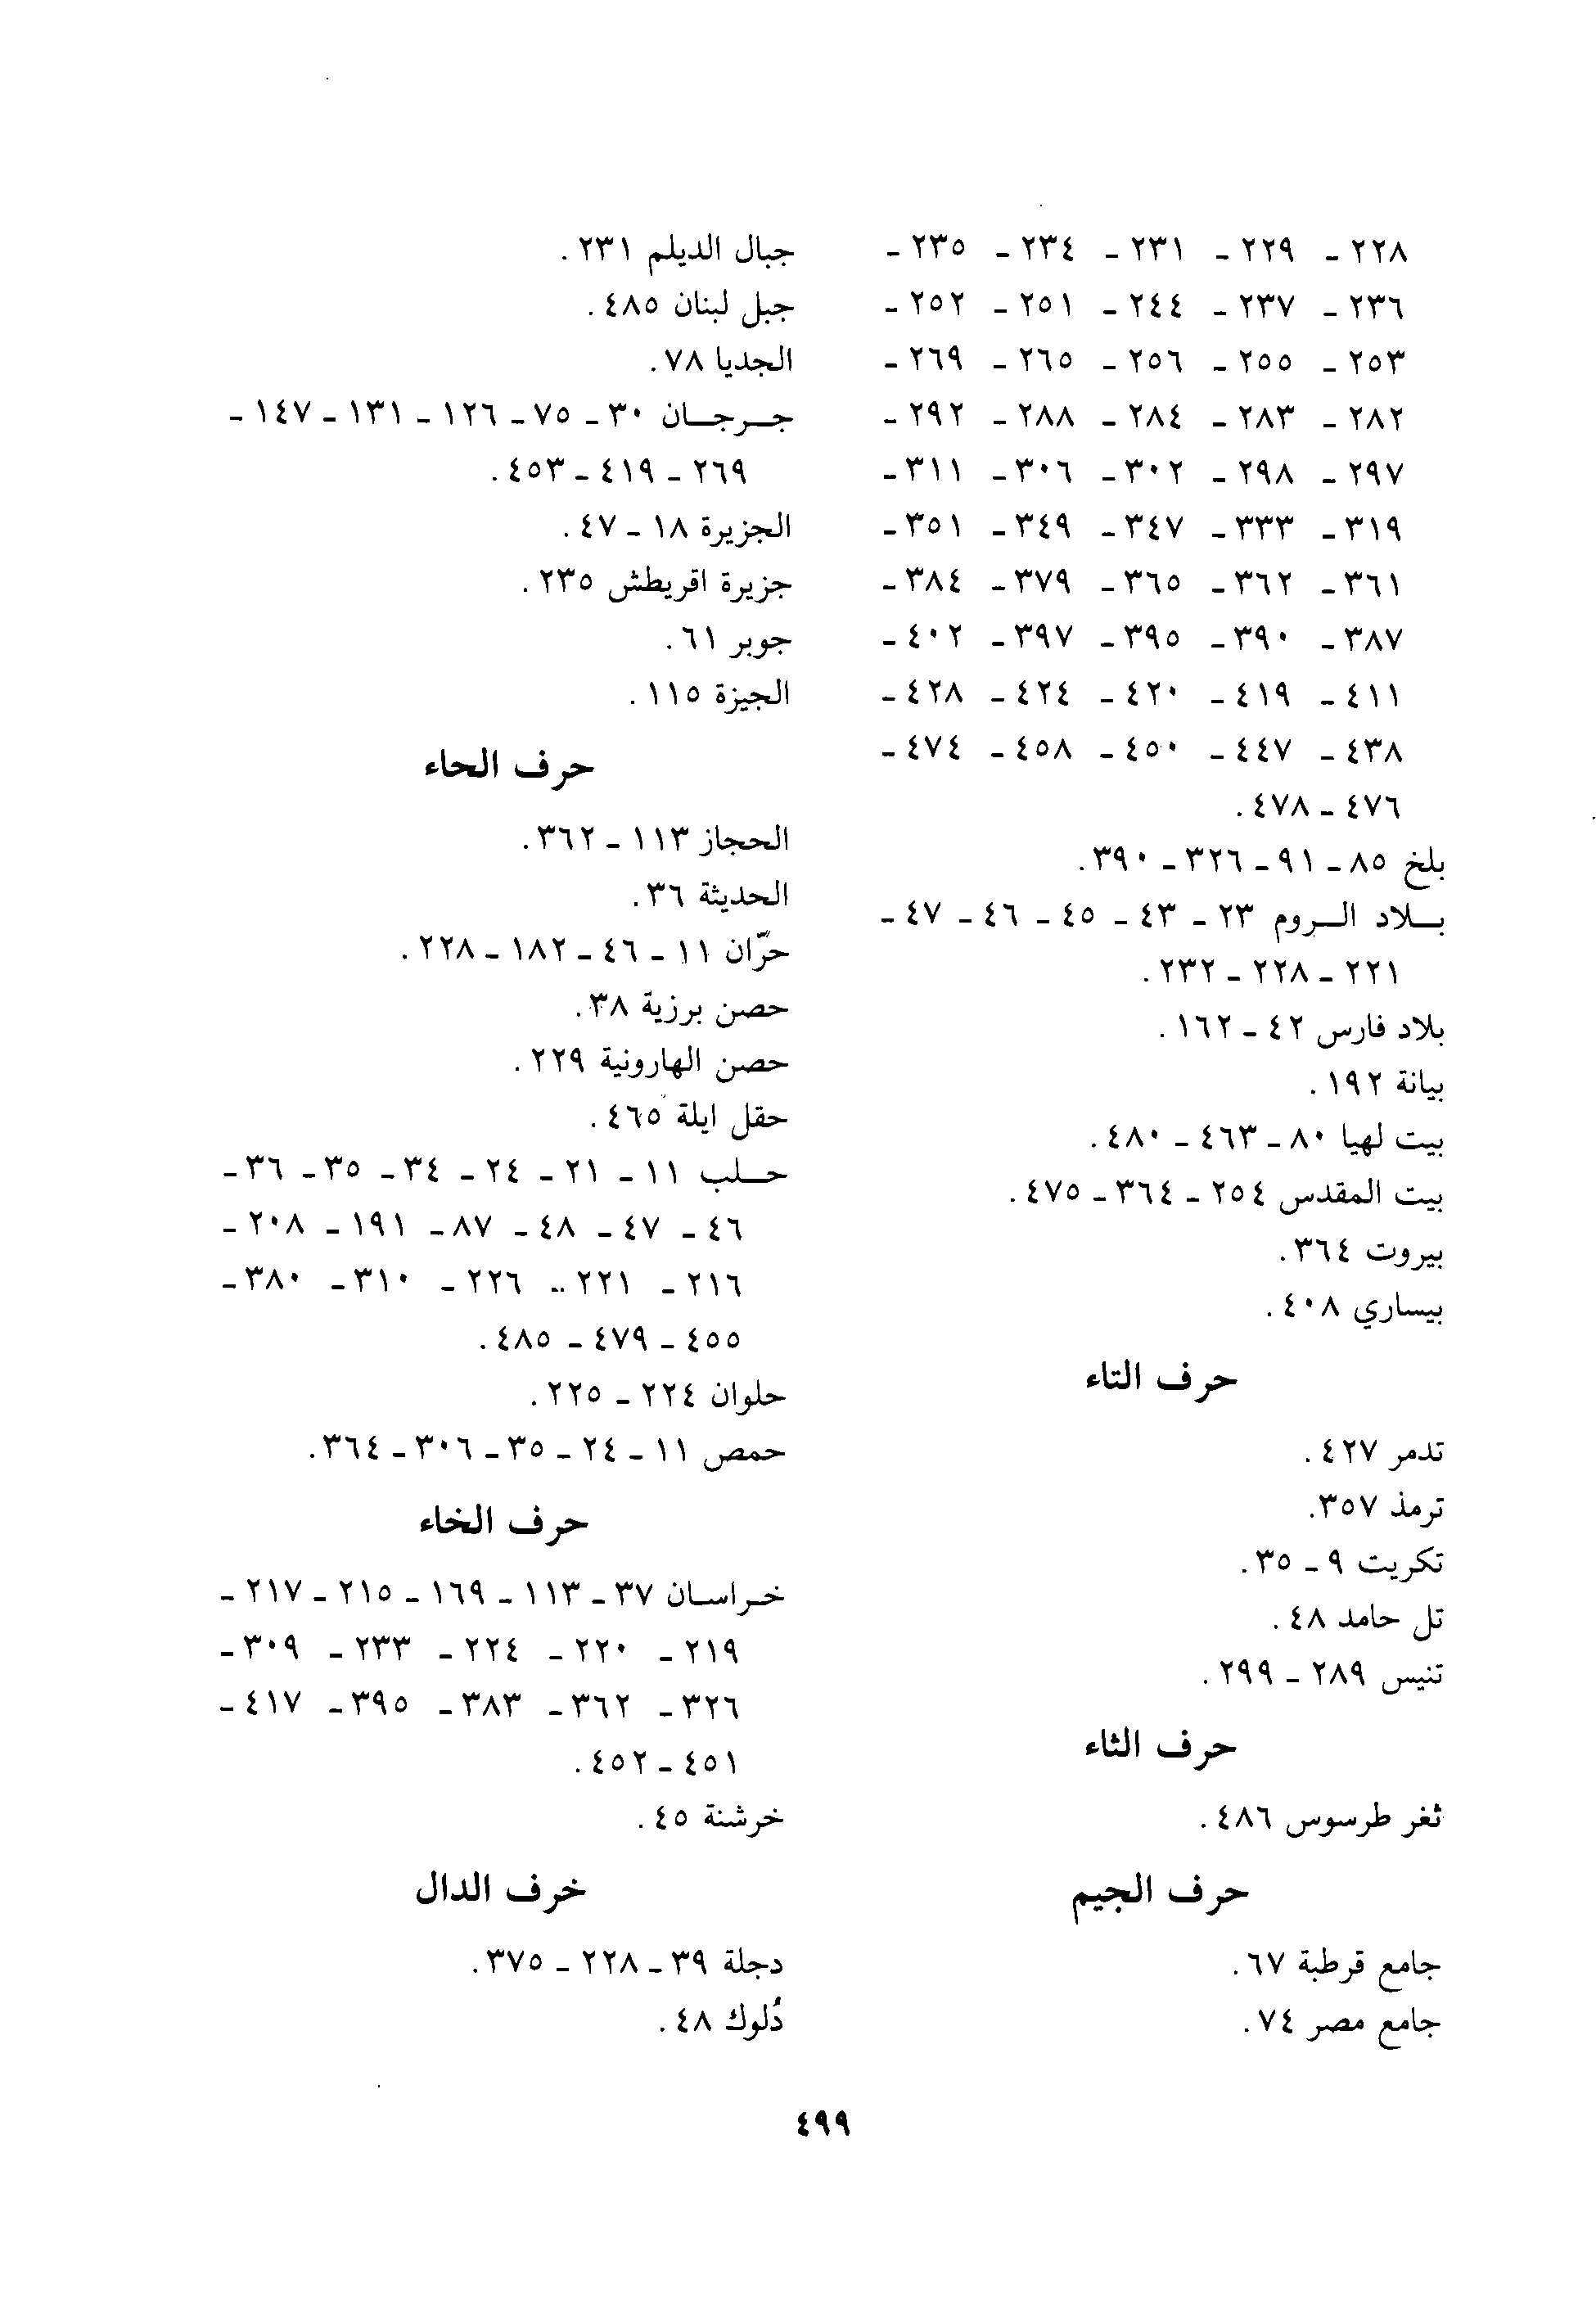 ٢٢٨ ـ ٢٢٩ ـ ٢٣١ ـ ٢٣٤ ـ ٢٣٥ ـ
٢٣٦ ـ ٢٣٧ ـ ٢٤٤ ـ ٢٥١ ـ ٢٥٢ ـ
٢٥٣ ـ ٢٥٥ ـ ٢٥٦ ـ ٢٦٥ ـ ٢٦٩ ـ
٢٨٢ ـ ٢٨٣ ـ ٢٨٤ ـ ٢٨٨ ـ ٢٩٢ ـ
٢٩٧ ـ ٢٩٨ ـ ٣٠٢ ـ ٣٠٦ ـ ٣١١ ـ
٣١٩ ـ ٣٣٣ ـ ٣٤٧ ـ ٣٤٩ ـ ٣٥١ ـ
٣٦١ ـ ٣٦٢ ـ ٣٦٥ ـ ٣٧٩ ـ ٣٨٤ ـ
٣٨٧ ـ ٣٩٠ ـ ٣٩٥ ـ ٣٩٧ ـ ٤٠٢ ـ
٤١١ ـ ٤١٩ ـ ٤٢٠ ـ ٤٢٤ ـ ٤٢٨ ـ
٤٣٨ ـ ٤٤٧ ـ ٤٥٠ ـ ٤٥٨ ـ ٤٧٤ ـ
٤٧٦ ـ ٤٧٨ .
بلخ ٨٥ ـ ٩١ ـ ٣٢٦ ـ ٣٩٠ .
بـلاد الـروم ٢٣ ـ ٤٣ ـ ٤٥ ـ ٤٦ ـ ٤٧ ـ
٢٢١ ـ ٢٢٨ ـ ٢٣٢ .
بلاد فارس ٤٢ ـ ١٦٢ .
بيانة ١٩٢ .
بيت لهيا ٨٠ ـ ٤٦٣ ـ ٤٨٠ .
بيت المقدس ٢٥٤ ـ ٣٦٤ ـ ٤٧٥ .
بيروت ٣٦٤ .
بيساري ٤٠٨ .
حرف التاء
تدمر ٤٢٧ .
ترمذ ٣٥٧ .
تكريت ٩ ـ ٣٥ .
تل حامد ٤٨ .
تنيس ٢٨٩ ـ ٢٩٩ .
حرف الثاء
ثغر طرسوس ٤٨٦ .
حرف الجيم
جامع قرطبة ٦٧ .
جامع مصر ٧٤ .
جبال الديلم ٢٣١ .
جبل لبنان ٤٨٥ .
الجديا ٧٨ .
جـرجـان ٣٠ ـ ٧٥ ـ ١٢٦ ـ ١٣١ ـ ١٤٧ ـ
٢٦٩ ـ ٤١٩ ـ ٤٥٣ .
الجزيرة ١٨ ـ ٤٧ .
جزيرة اقريطش ٢٣٥ .
جوبر ٦١ .
الجيزة ١١٥ .
حرف الحاء
الحجاز ١١٣ ـ ٣٦٢ .
الحديثة ٣٦ .
حرّان ١١ ـ ٤٦ ـ ١٨٢ ـ ٢٢٨ .
حصن برزية ٣٨ .
حصن الهارونية ٢٢٩ .
حقل ايلة ٤٦٥ .
حـلب ١١ ـ ٢١ ـ ٢٤ ـ ٣٤ ـ ٣٥ ـ ٣٦ ـ
٤٦ ـ ٤٧ ـ ٤٨ ـ ٨٧ ـ ١٩١ ـ ٢٠٨ ـ
٢١٦ ـ ٢٢١ ـ ٢٢٦ ـ ٣١٠ ـ ٣٨٠ ـ
٤٥٥ ـ ٤٧٩ ـ ٤٨٥ .
حلوان ٢٢٤ ـ ٢٢٥ .
حمص ١١ ـ ٢٤ ـ ٣٥ ـ ٣٠٦ ـ ٣٦٤ .
حرف الخاء
خـراسـان ٣٧ ـ ١١٣ ـ ١٦٩ ـ ٢١٥ ـ ٢١٧ ـ
٢١٩ ـ ٢٢٠ ـ ٢٢٤ ـ ٢٣٣ ـ ٣٠٩ ـ
٣٢٦ ـ ٣٦٢ ـ ٣٨٣ ـ ٣٩٥ ـ ٤١٧ ـ
٤٥١ ـ ٤٥٢ .
خرشنة ٤٥ .
خرف الدال
دجلة ٣٩ ـ ٢٢٨ ـ ٣٧٥ .
دُلوك ٤٨ .
٤٩٩